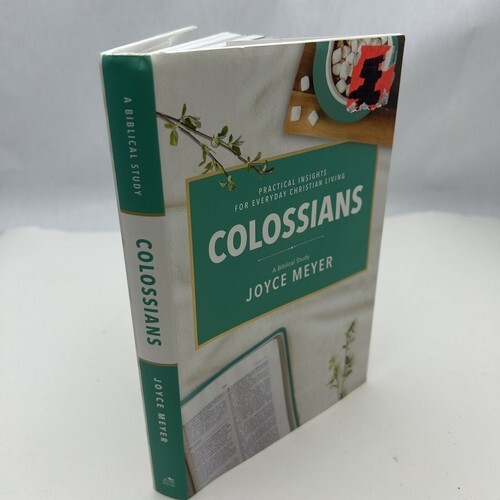 A BIBLICAL STUDY
COLOSSIANS
JOYCE MEYER
PRACTICAL INSIGHTS
FOR EVERYDAY CHRISTIAN LIVING
COLOSSIANS
A Biblical Study
JOYCE MEYER